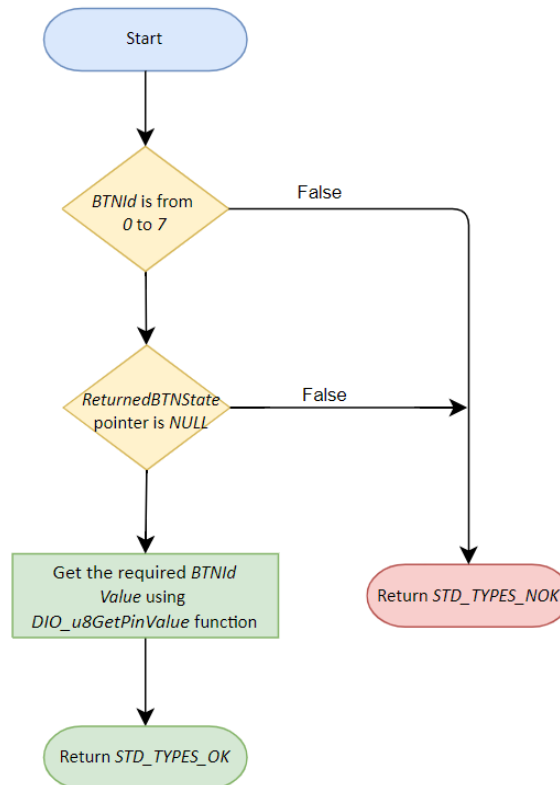 Start
BTNId is from
0 to 7
False
ReturnedBTNState
pointer is NULL
False
Get the required BTNId
Value using
DIO_u8GetPinValue function
Return STD_TYPES_NOK
Return STD_TYPES_OK